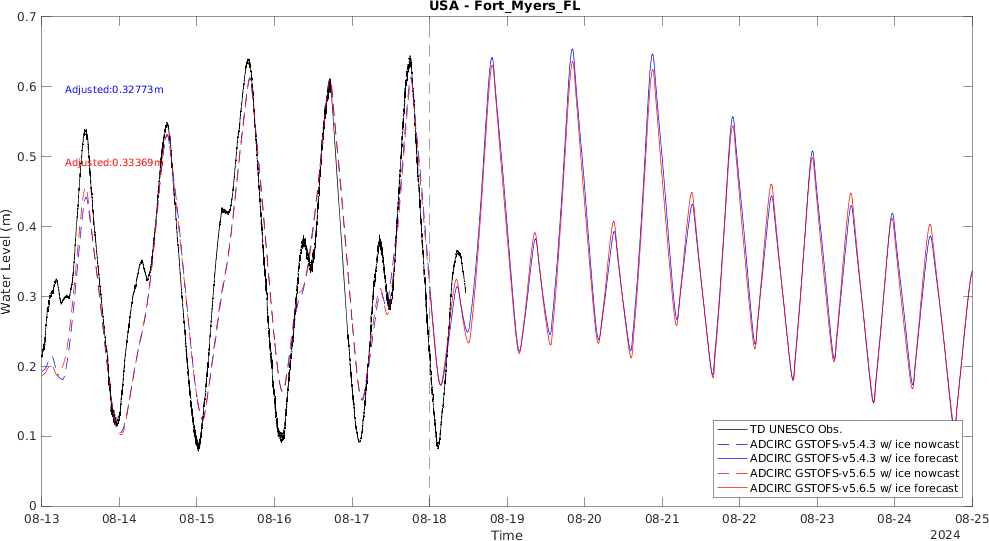 USA - Fort_Myers_FL
0.7
0.6
0.5
0.4
0.3
0.2
0.1
0
Water Level (m)
Adjusted:0.32773m
Adjusted:0.33369m
TD UNESCO Obs.
ADCIRC GSTOFS-v5.4.3 w/ ice nowcast
ADCIRC GSTOFS-v5.4.3 w/ ice forecast
ADCIRC GSTOFS-v5.6.5 w/ ice nowcast
ADCIRC GSTOFS-v5.6.5 w/ ice forecast
08-13 08-14 08-15 08-16 08-17 08-18 08-19 08-20 08-21 08-22 08-23 08-24 08-25
Time
2024